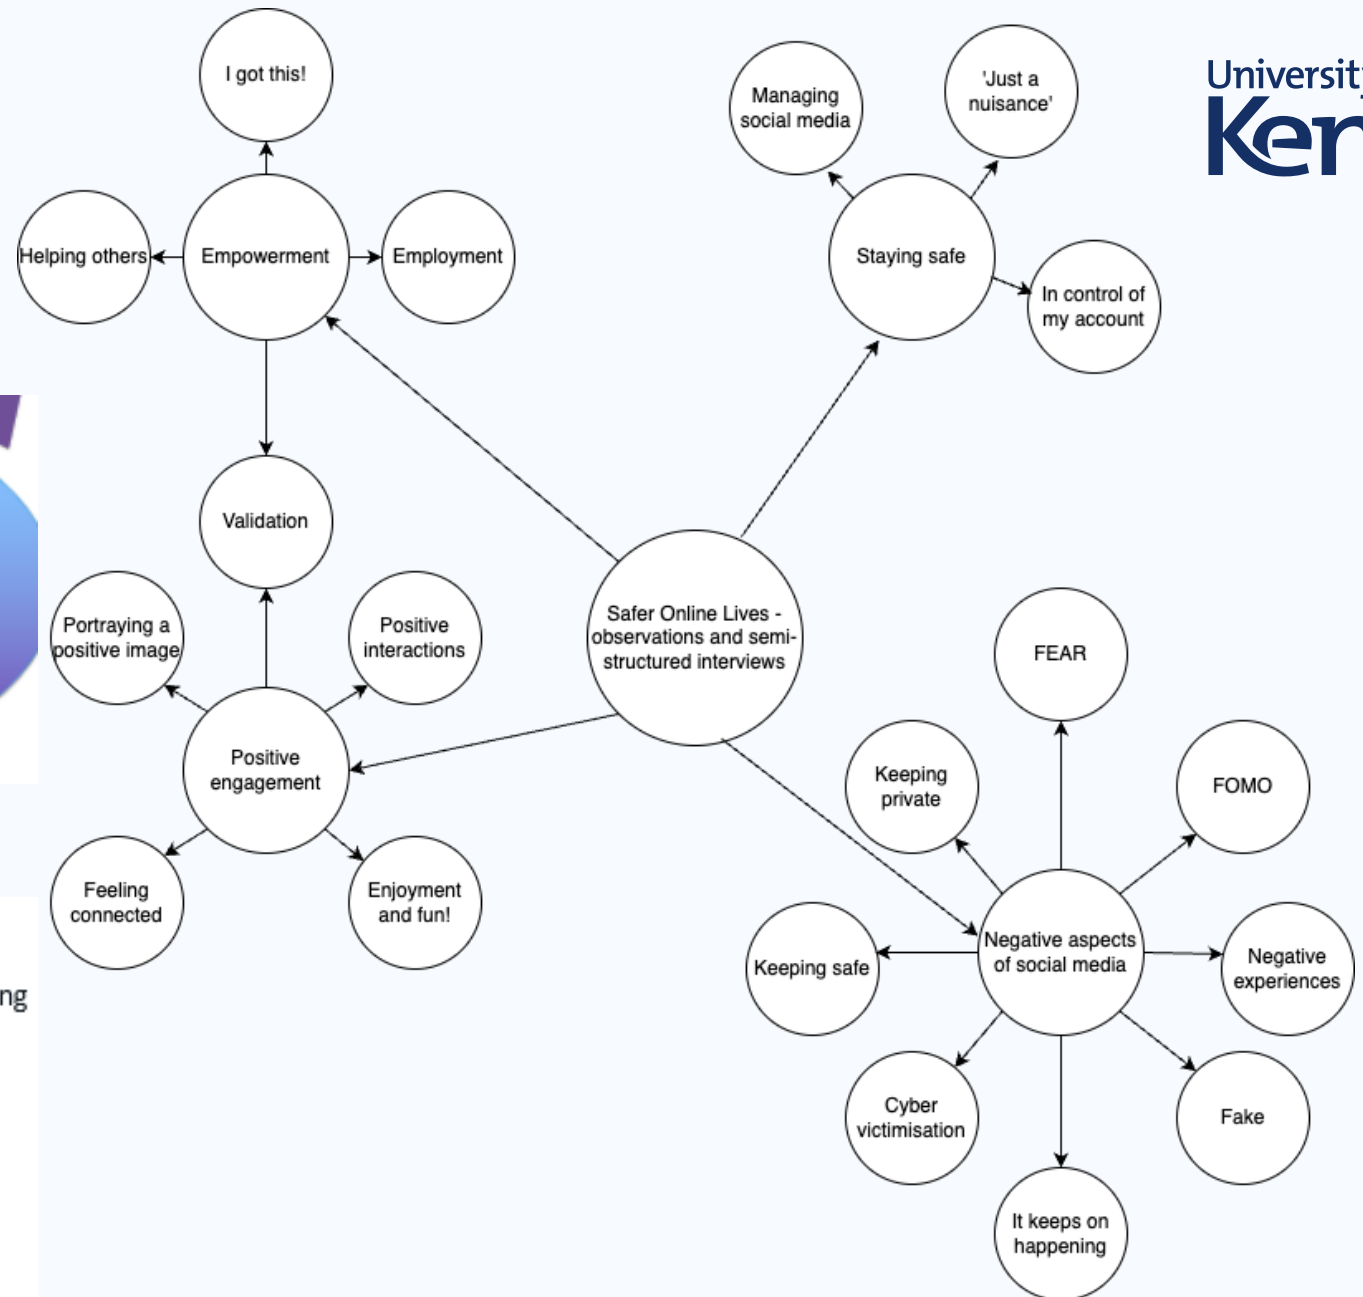 I got this!
Helping others
Empowerment
Employment
Validation
Managing
social media
'Just a
nuisance'
Staying safe
In control of
my account
Safer Online Lives -
observations and semi-
structured interviews
Portraying a
positive image
Positive
interactions
Positive
engagement
Feeling
connected
Enjoyment
and fun!
FEAR
Keeping
private
FOMO
Negative aspects
of social media
Keeping safe
Negative
experiences
Cyber
victimisation
Fake
It keeps on
happening